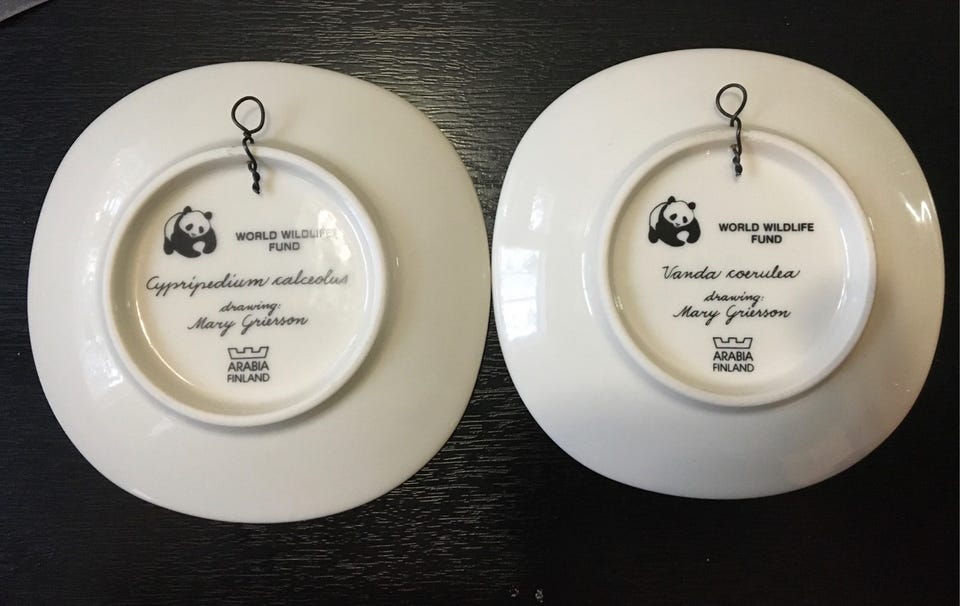 WORLD WILDLIFE
FUND
Cypripedium calceolus
drawing:
Mary Grierson
ARABIA
FINLAND
WORLD WILDLIFE
FUND
Vanda coerulea
drawing:
Mary Grierson
ARABIA
FINLAND